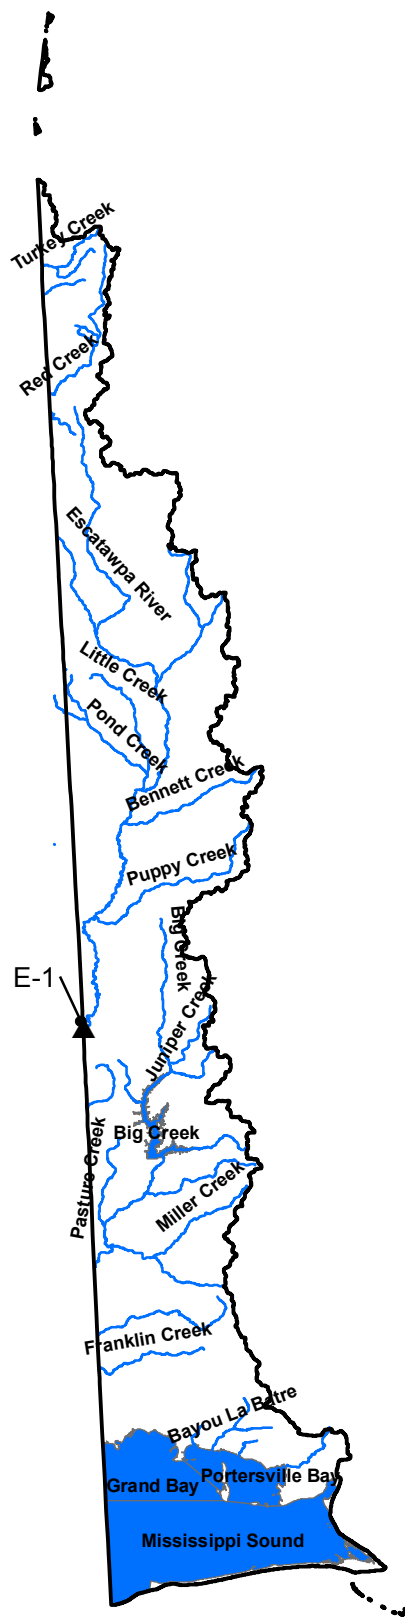 Turkey Creek
Red Creek
Escatawpa River
Little Creek
Pond Creek
Bennett Creek
Puppy Creek
Big Creek
E-1
Juniper Creek
Big Creek
Pasture Creek
Miller Creek
Franklin Creek
Bayou La Batre
Portersville Bay
Grand Bay
Mississippi Sound